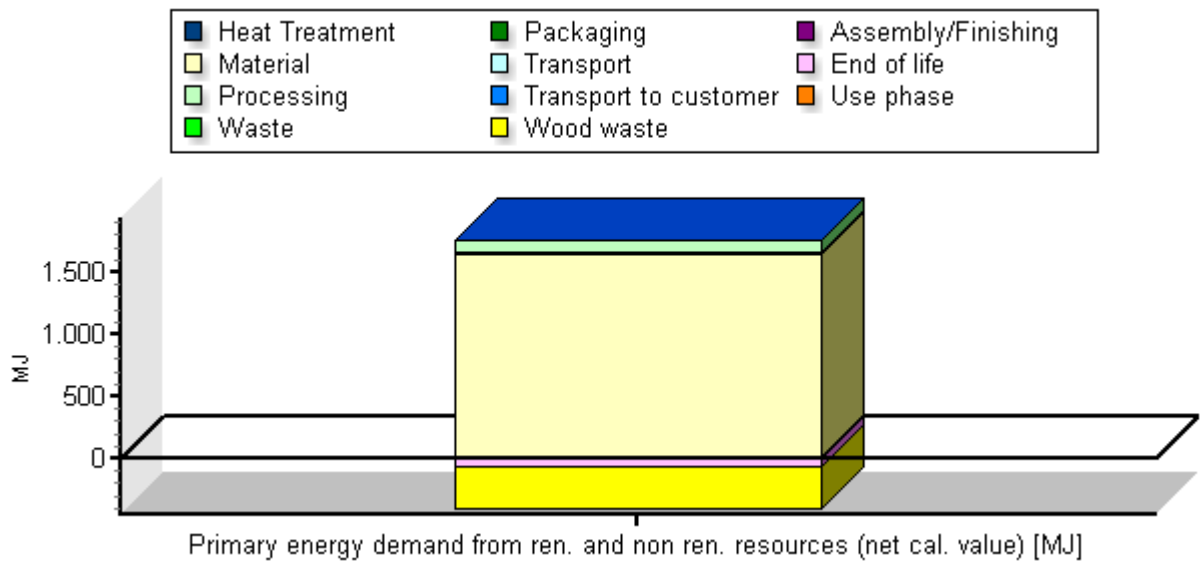 Heat Treatment Packaging Assembly/Finishing
Material Transport End of life
Processing Transport to customer Use phase
Waste Wood waste
1.500
1.000
500
0
MJ
Primary energy demand from ren. and non ren. resources (net cal. value) [MJ]